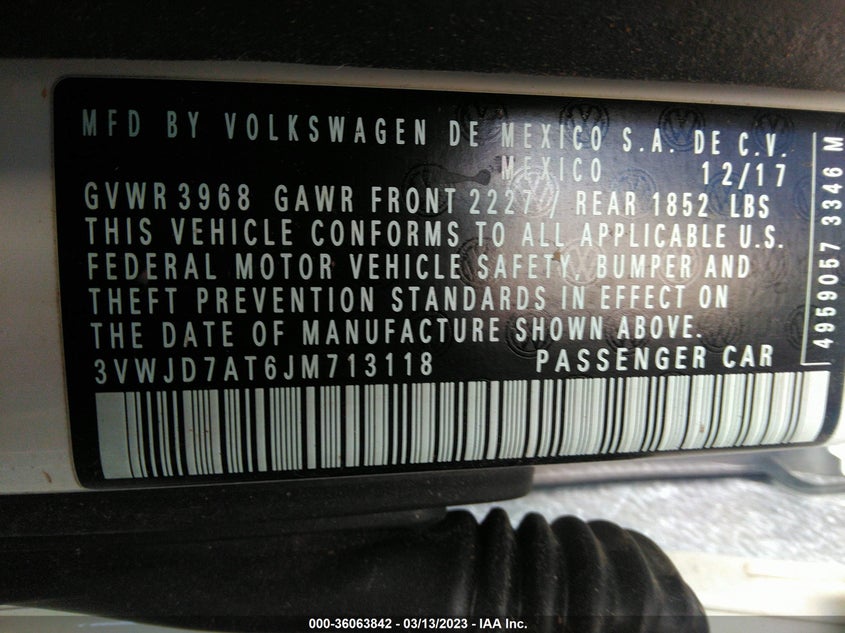 MFD BY VOLKSWAGEN DE MEXICO S.A. DE C.V.
MEXICO 12/17
GVWR 3968 GAWR FRONT 2227 / REAR 1852 LBS
THIS VEHICLE CONFORMS TO ALL APPLICABLE U.S.
FEDERAL MOTOR VEHICLE SAFETY, BUMPER AND
THEFT PREVENTION STANDARDS IN EFFECT ON
THE DATE OF MANUFACTURE SHOWN ABOVE.
3VWJD7AT6JM713118 PASSENGER CAR
4959057 3346 M
000-36063842 - 03/13/2023 - IAA Inc.